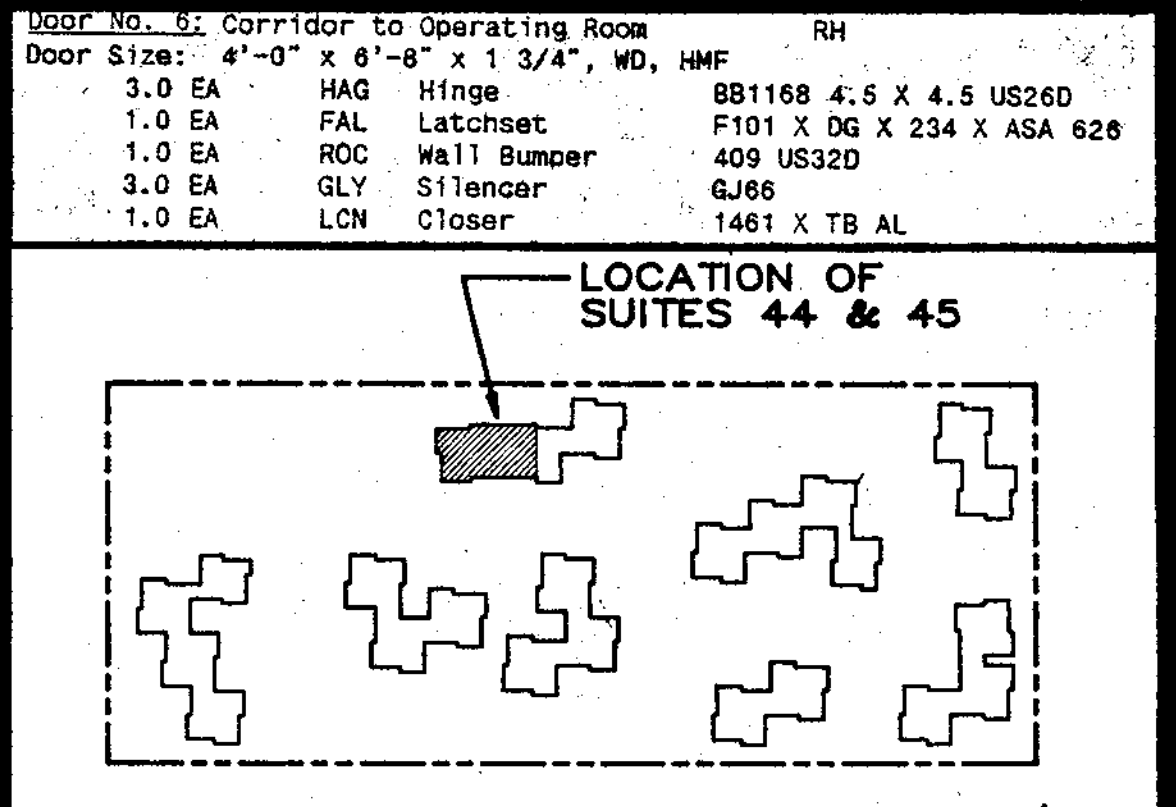 Door No. 6: Corridor to Operating Room RH
Door Size: 4'-0" x 6'-8" x 1 3/4", WD, HMF
3.0 EA HAG Hinge BB1168 4.5 X 4.5 US26D
1.0 EA FAL Latchset F101 X DG X 234 X ASA 626
1.0 EA ROC Wall Bumper 409 US32D
3.0 EA GLY Silencer GJ66
1.0 EA LCN Closer 1461 X TB AL
LOCATION OF
SUITES 44 & 45